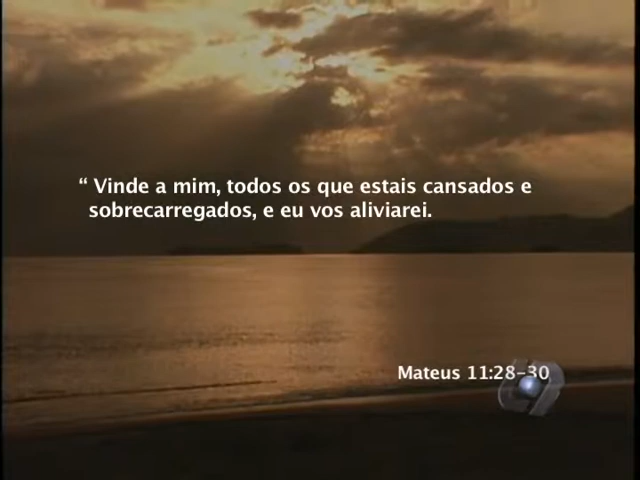 “ Vinde a mim, todos os que estais cansados e
sobrecarregados, e eu vos aliviarei.
Mateus 11:28-30